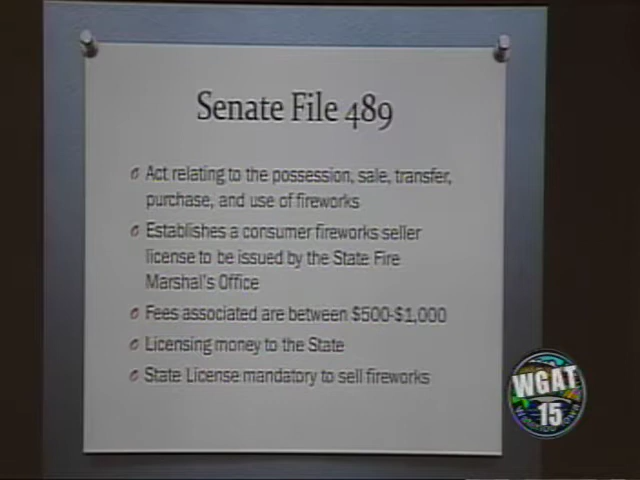 Senate File 489
Act relating to the possession, sale, transfer,
purchase, and use of fireworks
Establishes a consumer fireworks seller
license to be issued by the State Fire
Marshal's Office
Fees associated are between $500-$1,000
Licensing money to the State
State License mandatory to sell fireworks
WGAT
15